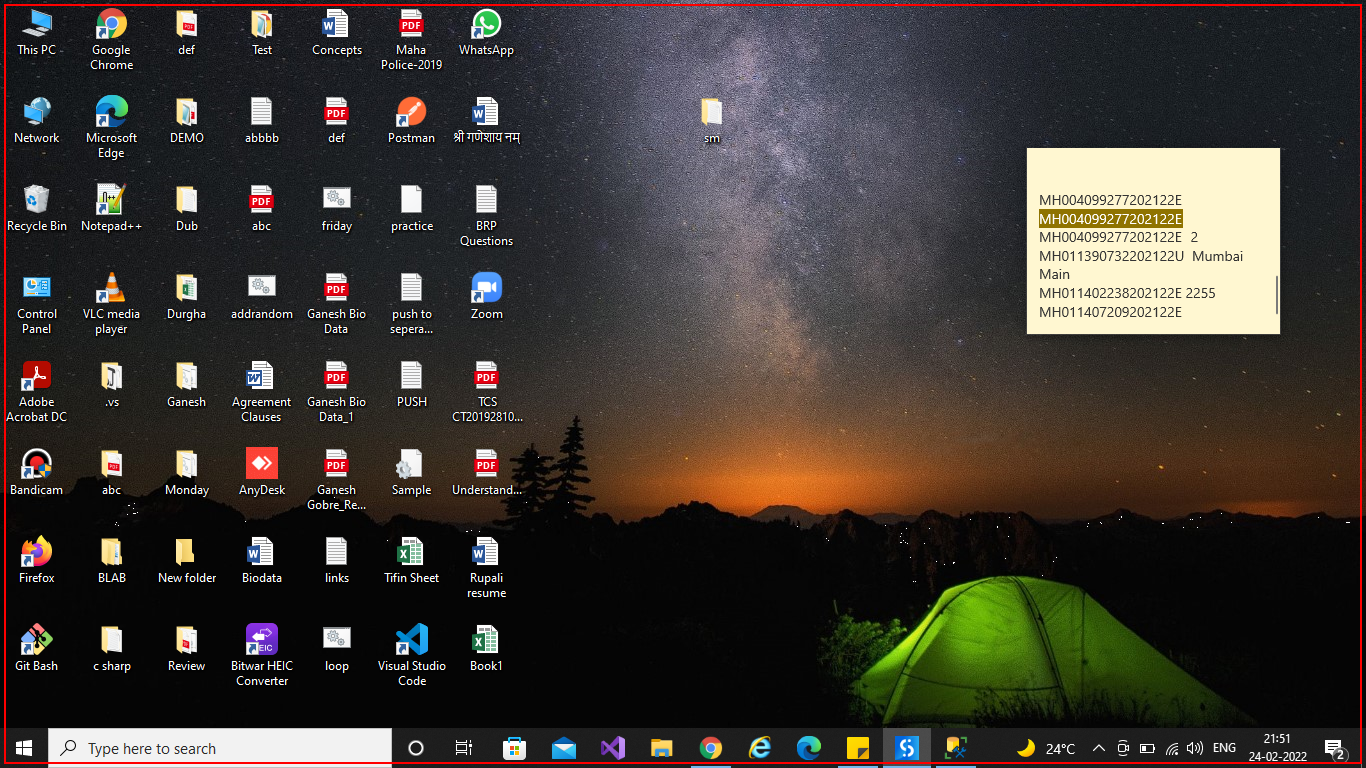 This PC
Google Chrome
def
Test
Concepts
Maha Police-2019
WhatsApp
Network
Microsoft Edge
DEMO
abbbb
def
Postman
श्री गणेशाय नम्
sm
Recycle Bin
Notepad++
Dub
abc
friday
practice
BRP Questions
Control Panel
VLC media player
Durgha
addrandom
Ganesh Bio Data
push to sepera...
Zoom
Adobe Acrobat DC
.vs
Ganesh
Agreement Clauses
Ganesh Bio Data_1
PUSH
TCS CT20192810...
Bandicam
abc
Monday
AnyDesk
Ganesh Gobre_Re...
Sample
Understand...
Firefox
BLAB
New folder
Biodata
links
Tifin Sheet
Rupali resume
Git Bash
c sharp
Review
Bitwar HEIC Converter
loop
Visual Studio Code
Book1
MH004099277202122E
MH004099277202122E
MH004099277202122E 2
MH011390732202122U Mumbai
Main
MH011402238202122E 2255
MH011407209202122E
Type here to search
24°C
ENG
21:51
24-02-2022
2